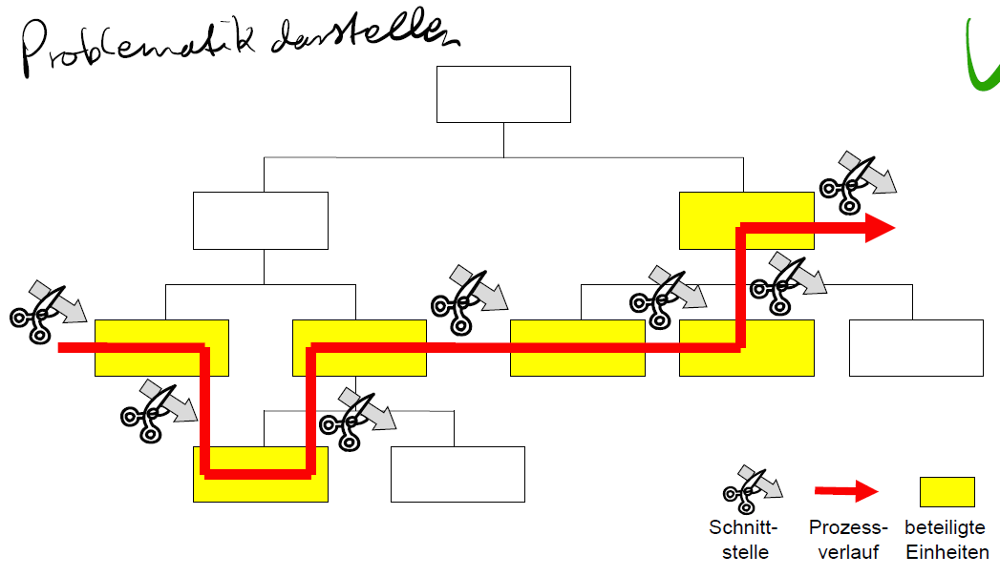 Problematik darstellen
Schnitt-
stelle
Prozess-
verlauf
beteiligte
Einheiten